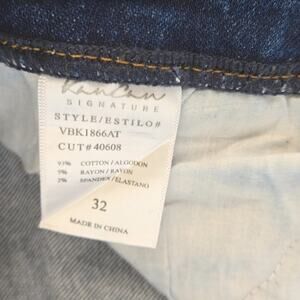 KanCan
SIGNATURE
STYLE/ESTILO#
VBK1866AT
CUT# 40608
93% COTTON/ALGODON
5% RAYON/RAYON
2% SPANDEX/ELASTANO
32
MADE IN CHINA